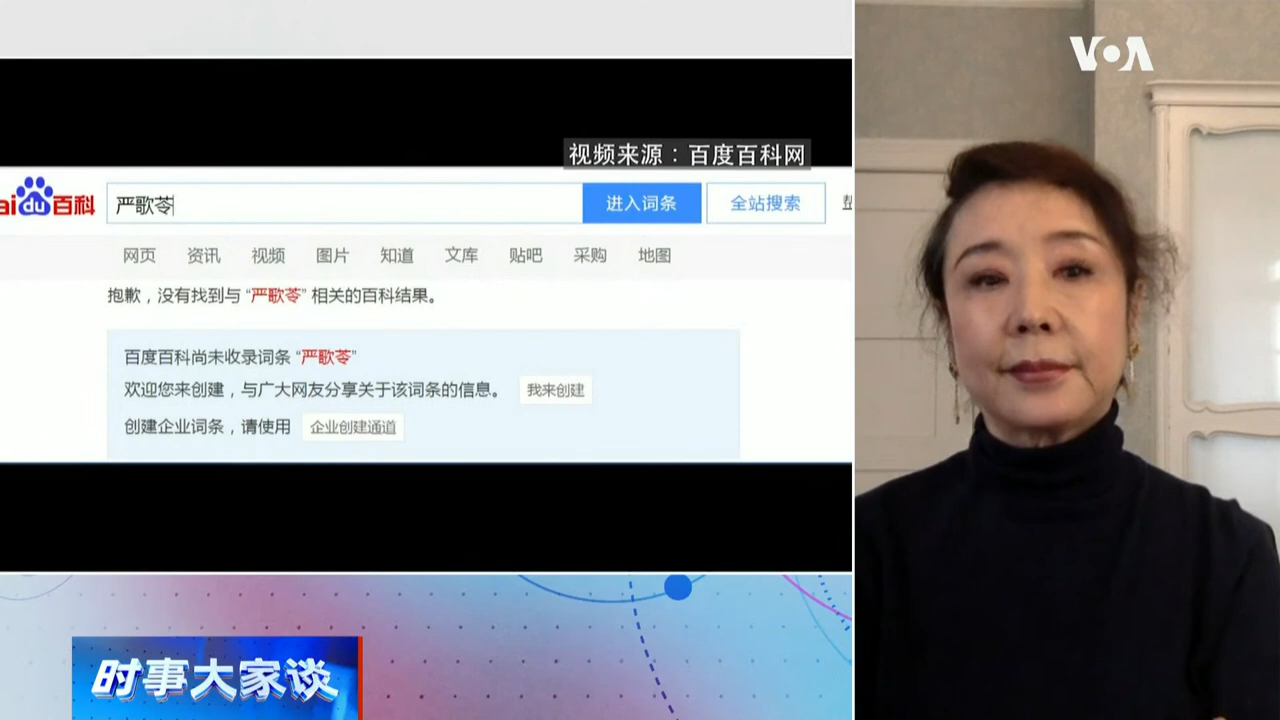 VOA
视频来源：百度百科网
ai du 百科
严歌苓
进入词条
全站搜索
网页 资讯 视频 图片 知道 文库 贴吧 采购 地图
抱歉，没有找到与 “严歌苓” 相关的百科结果。
百度百科尚未收录词条 “严歌苓”
欢迎您来创建，与广大网友分享关于该词条的信息。 我来创建
创建企业词条，请使用 企业创建通道
时事大家谈